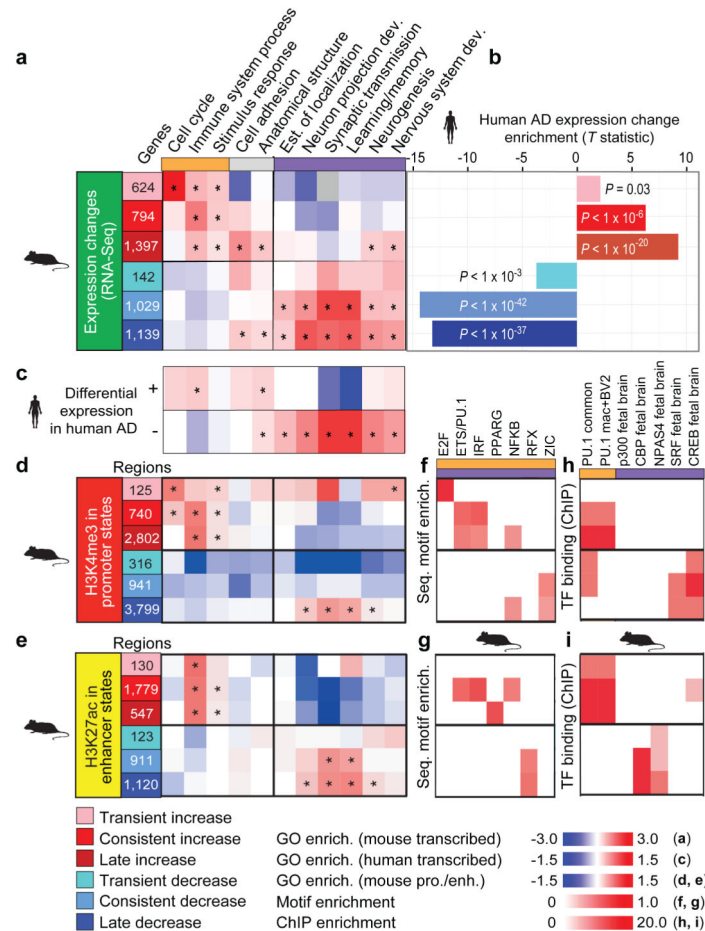 a
Genes
Cell cycle
Immune system process
Stimulus response
Cell adhesion
Anatomical structure
Est. of localization
Neuron projection dev.
Synaptic transmission
Learning/memory
Neurogenesis
Nervous system dev.
b
Human AD expression change
enrichment (T statistic)
-15 -10 -5 0 5 10
Expression changes
(RNA-Seq)
624
794
1,397
142
1,029
1,139
P = 0.03
P < 1 x 10-6
P < 1 x 10-20
P < 1 x 10-3
P < 1 x 10-42
P < 1 x 10-37
c
Differential
expression
in human AD
+
-
d
Regions
H3K4me3 in
promoter states
125
740
2,802
316
941
3,799
e
Regions
H3K27ac in
enhancer states
130
1,779
547
123
911
1,120
f
E2F
ETS/PU.1
IRF
PPARG
NFKB
RFX
ZIC
Seq. motif enrich.
h
PU.1 common
PU.1 mac+BV2
p300 fetal brain
CBP fetal brain
NPAS4 fetal brain
SRF fetal brain
CREB fetal brain
TF binding (ChIP)
g
Seq. motif enrich.
i
TF binding (ChIP)
Transient increase
Consistent increase
Late increase
Transient decrease
Consistent decrease
Late decrease
GO enrich. (mouse transcribed) -3.0 3.0 (a)
GO enrich. (human transcribed) -1.5 1.5 (c)
GO enrich. (mouse pro./enh.) -1.5 1.5 (d, e)
Motif enrichment 0 1.0 (f, g)
ChIP enrichment 0 20.0 (h, i)